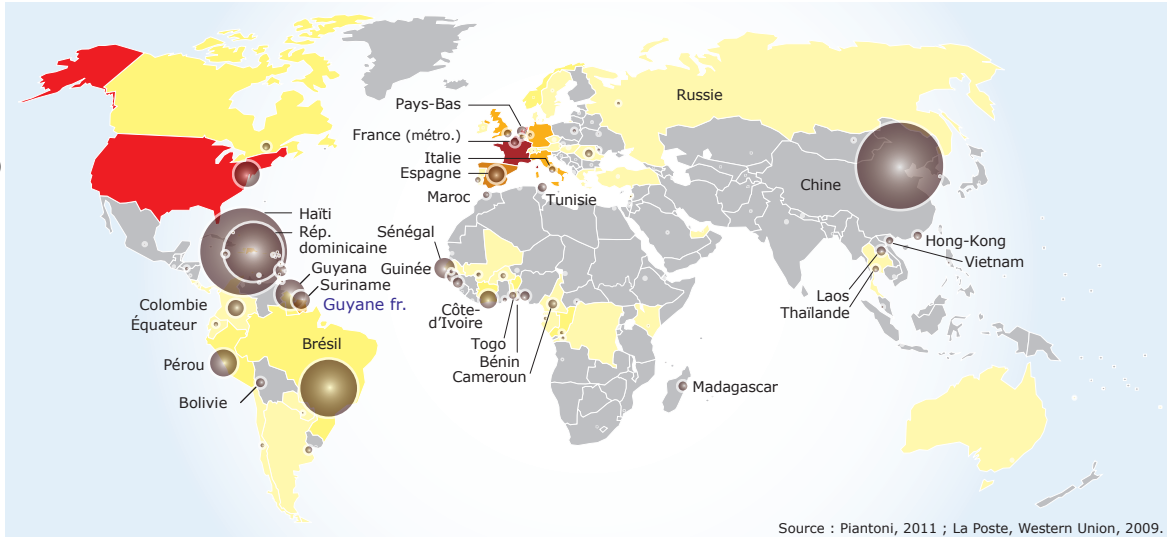 Russie
Pays-Bas
France (métro.)
Italie
Espagne
Maroc
Tunisie
Chine
Haïti
Rép.
dominicaine
Sénégal
Guinée
Guyana
Suriname
Guyane fr.
Hong-Kong
Vietnam
Laos
Thaïlande
Colombie
Équateur
Côte-
d'Ivoire
Togo
Bénin
Cameroun
Brésil
Pérou
Bolivie
Madagascar
Source : Piantoni, 2011 ; La Poste, Western Union, 2009.